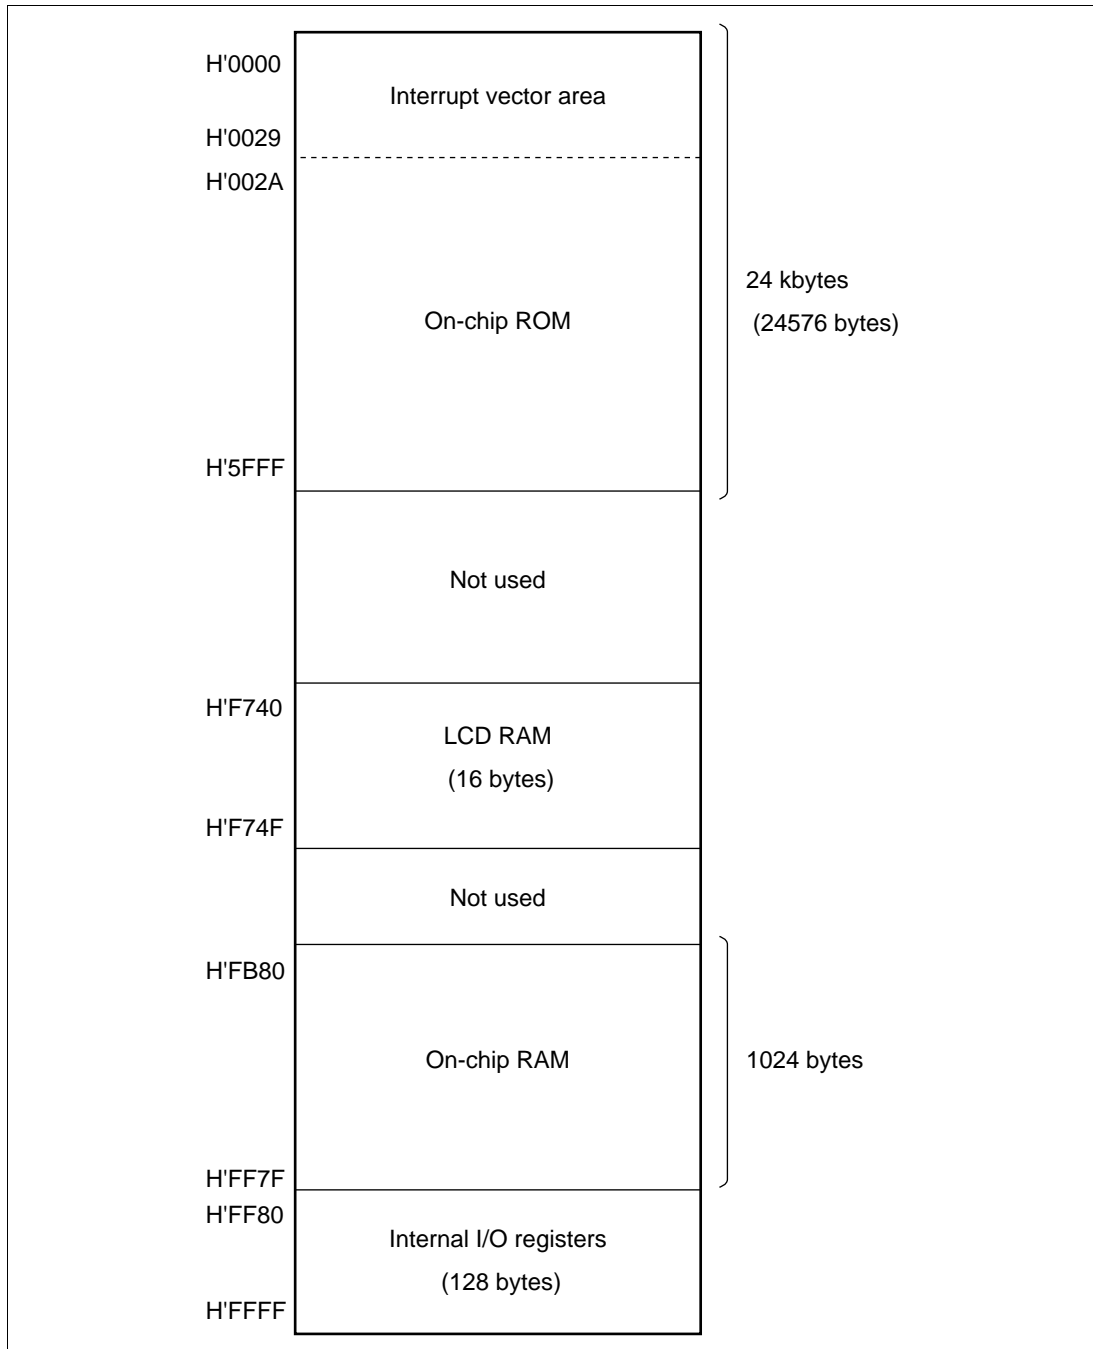 H'0000
Interrupt vector area
H'0029
H'002A
24 kbytes
(24576 bytes)
On-chip ROM
H'5FFF
Not used
H'F740
LCD RAM
(16 bytes)
H'F74F
Not used
H'FB80
On-chip RAM
1024 bytes
H'FF7F
H'FF80
Internal I/O registers
(128 bytes)
H'FFFF